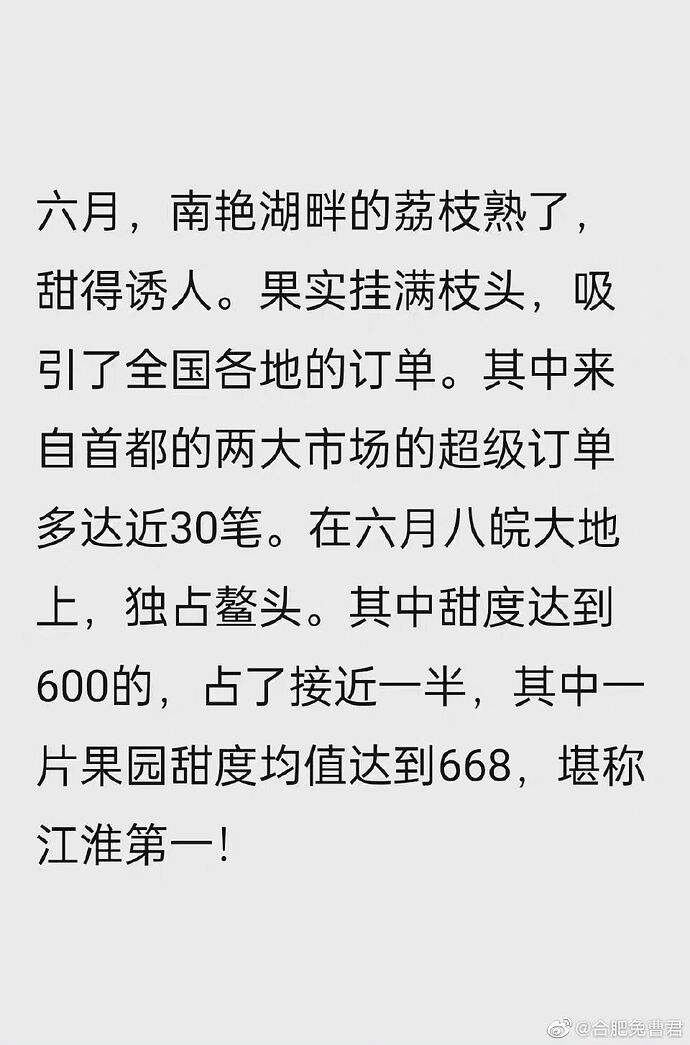 六月，南艳湖畔的荔枝熟了，
甜得诱人。果实挂满枝头，吸
引了全国各地的订单。其中来
自首都的两大市场的超级订单
多达近30笔。在六月八皖大地
上，独占鳌头。其中甜度达到
600的，占了接近一半，其中一
片果园甜度均值达到668，堪称
江淮第一！
@合肥兔曹君